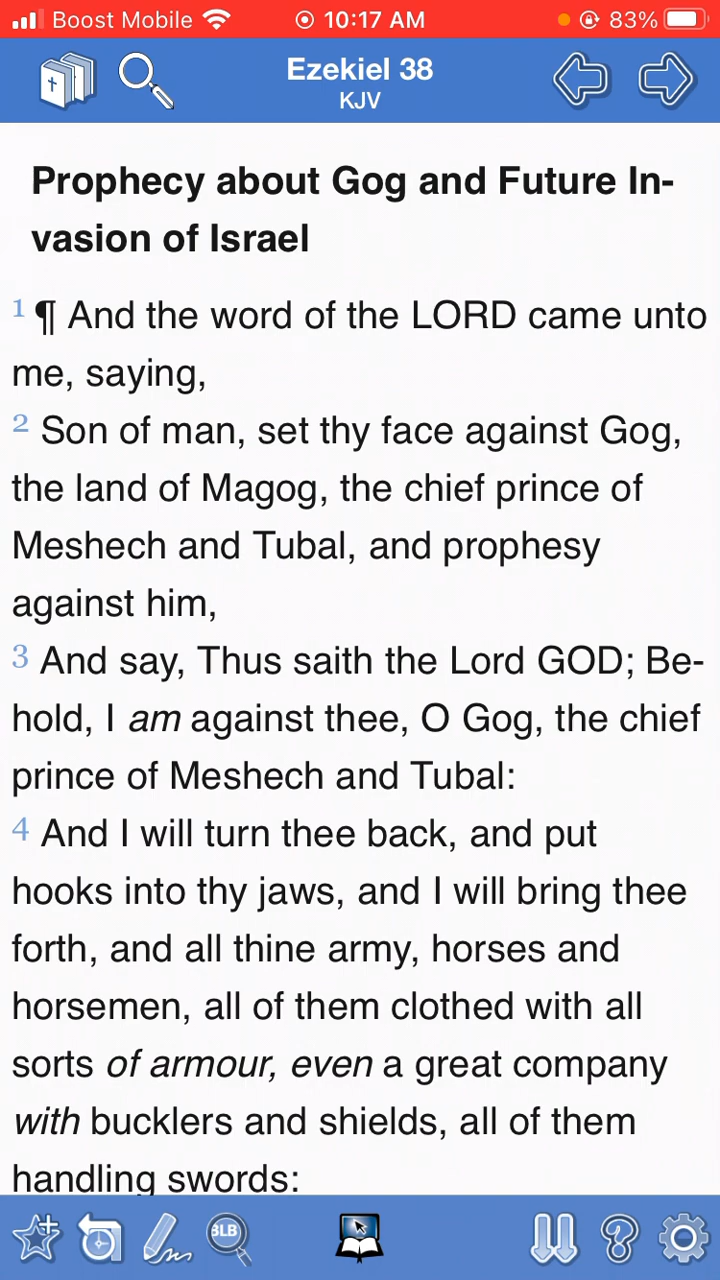 Boost Mobile 10:17 AM 83%
Ezekiel 38
KJV
Prophecy about Gog and Future In-
vasion of Israel
1 ¶ And the word of the LORD came unto
me, saying,
2 Son of man, set thy face against Gog,
the land of Magog, the chief prince of
Meshech and Tubal, and prophesy
against him,
3 And say, Thus saith the Lord GOD; Be-
hold, I am against thee, O Gog, the chief
prince of Meshech and Tubal:
4 And I will turn thee back, and put
hooks into thy jaws, and I will bring thee
forth, and all thine army, horses and
horsemen, all of them clothed with all
sorts of armour, even a great company
with bucklers and shields, all of them
handling swords:
BLB